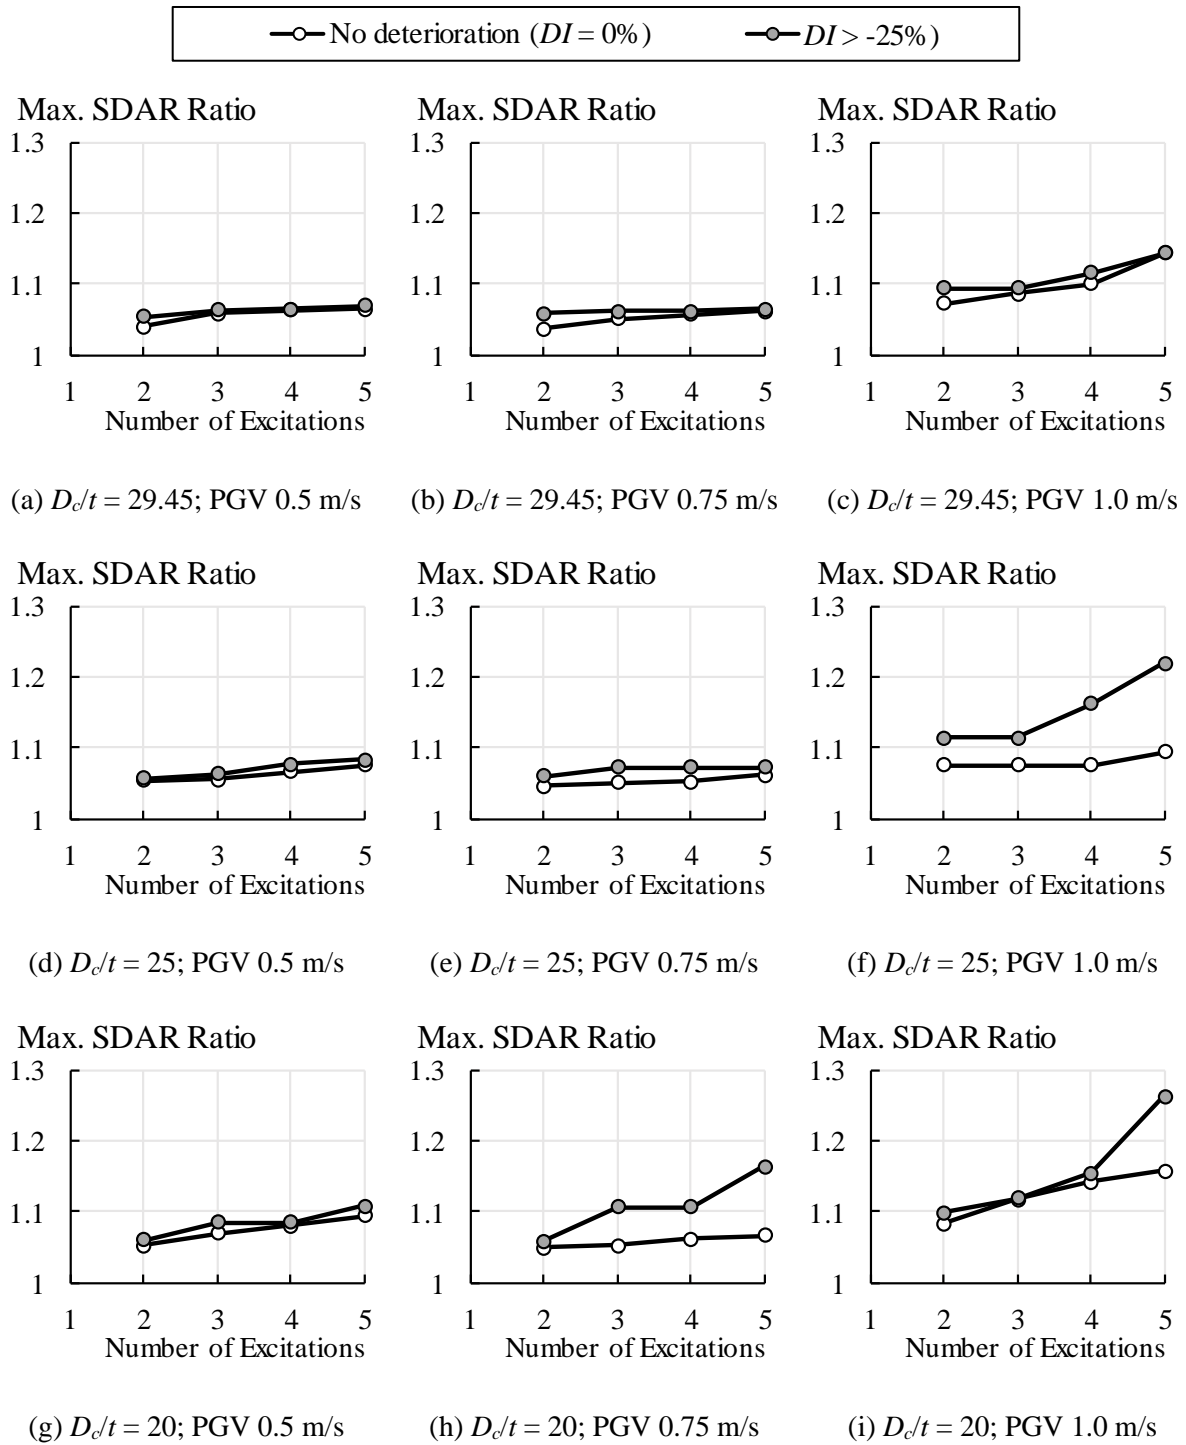 No deterioration (DI = 0%) DI > -25%)
Max. SDAR Ratio Max. SDAR Ratio Max. SDAR Ratio
1.3 1.3 1.3
1.2 1.2 1.2
1.1 1.1 1.1
1 1 1
1 2 3 4 5 1 2 3 4 5 1 2 3 4 5
Number of Excitations Number of Excitations Number of Excitations
(a) Dc/t = 29.45; PGV 0.5 m/s (b) Dc/t = 29.45; PGV 0.75 m/s (c) Dc/t = 29.45; PGV 1.0 m/s
Max. SDAR Ratio Max. SDAR Ratio Max. SDAR Ratio
1.3 1.3 1.3
1.2 1.2 1.2
1.1 1.1 1.1
1 1 1
1 2 3 4 5 1 2 3 4 5 1 2 3 4 5
Number of Excitations Number of Excitations Number of Excitations
(d) Dc/t = 25; PGV 0.5 m/s (e) Dc/t = 25; PGV 0.75 m/s (f) Dc/t = 25; PGV 1.0 m/s
Max. SDAR Ratio Max. SDAR Ratio Max. SDAR Ratio
1.3 1.3 1.3
1.2 1.2 1.2
1.1 1.1 1.1
1 1 1
1 2 3 4 5 1 2 3 4 5 1 2 3 4 5
Number of Excitations Number of Excitations Number of Excitations
(g) Dc/t = 20; PGV 0.5 m/s (h) Dc/t = 20; PGV 0.75 m/s (i) Dc/t = 20; PGV 1.0 m/s